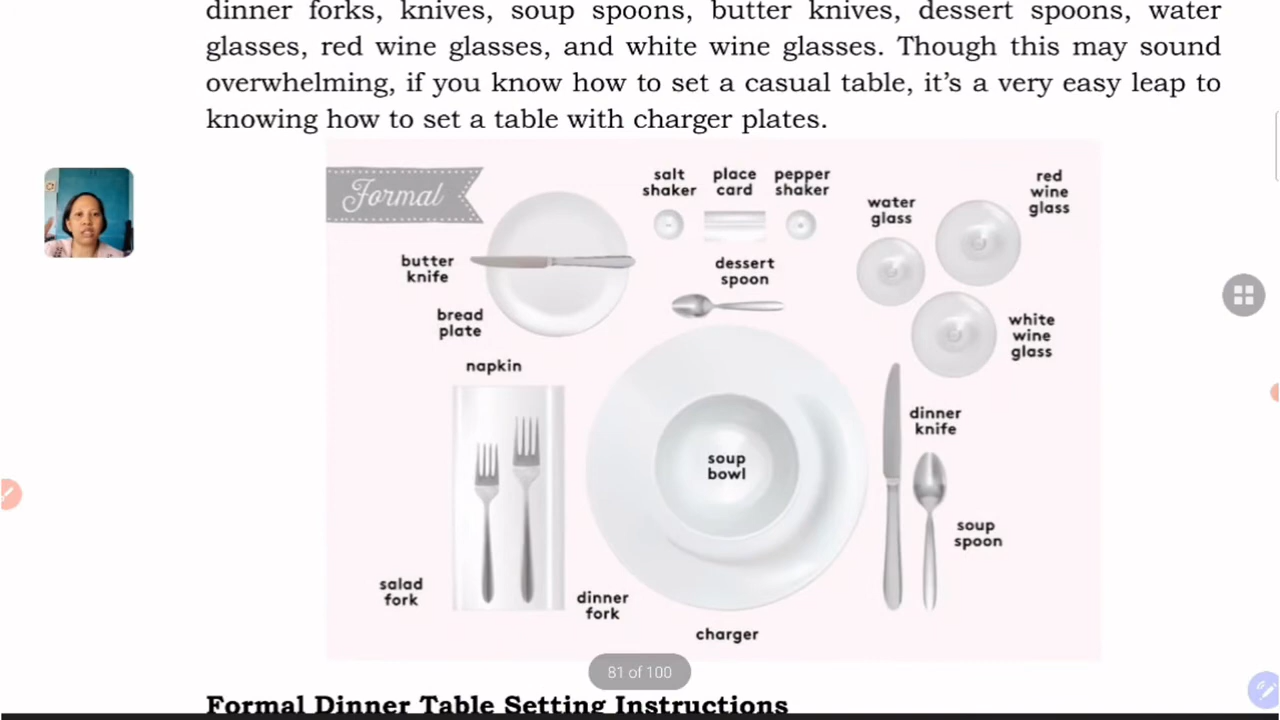 dinner forks, knives, soup spoons, butter knives, dessert spoons, water
glasses, red wine glasses, and white wine glasses. Though this may sound
overwhelming, if you know how to set a casual table, it’s a very easy leap to
knowing how to set a table with charger plates.
Formal
salt
shaker
place
card
pepper
shaker
water
glass
red
wine
glass
butter
knife
dessert
spoon
bread
plate
white
wine
glass
napkin
dinner
knife
soup
bowl
soup
spoon
salad
fork
dinner
fork
charger
81 of 100
Formal Dinner Table Setting Instructions